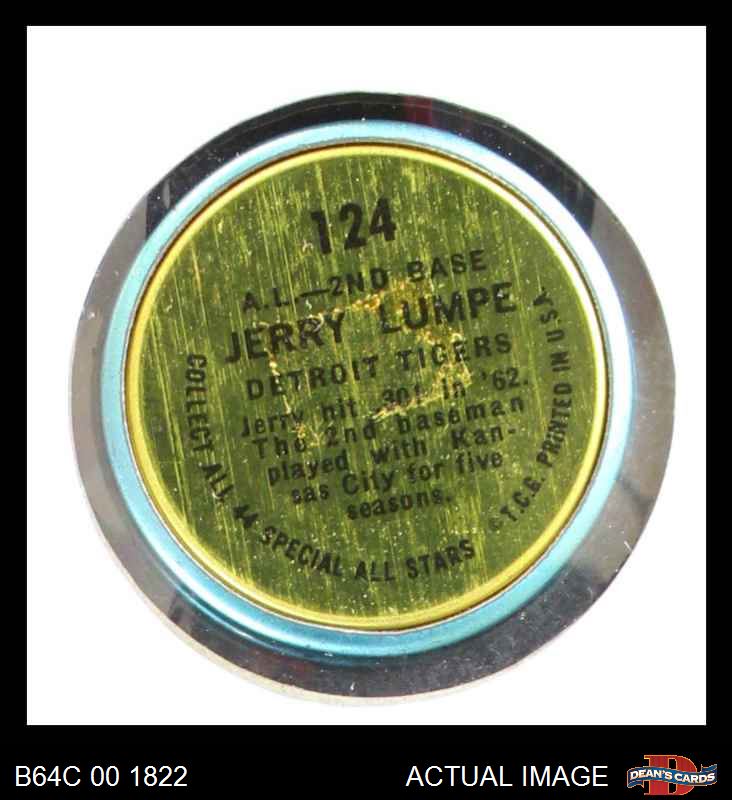 124
A.L.—2ND BASE
JERRY LUMPE
DETROIT TIGERS
Jerry hit .301 in '62.
The 2nd baseman
played with Kan-
sas City for five
seasons.
COLLECT ALL 44 SPECIAL ALL STARS
© T.C.G. PRINTED IN U.S.A.
B64C 00 1822
ACTUAL IMAGE
DEAN'S CARDS